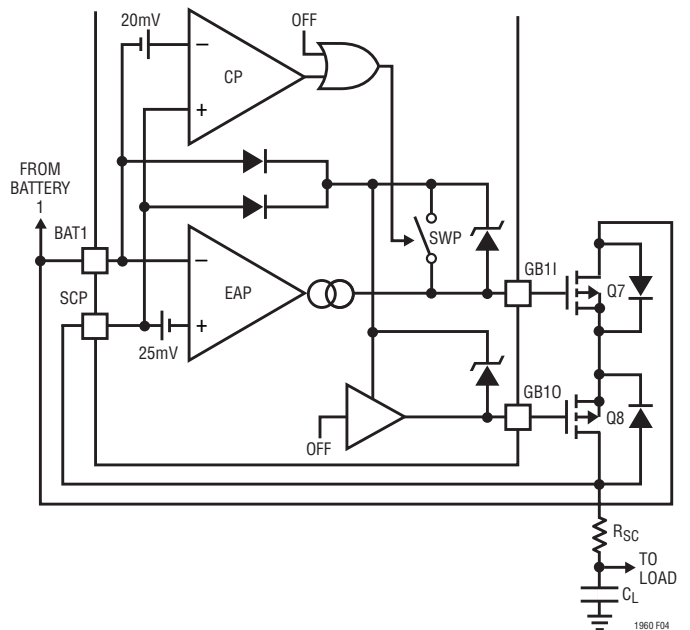 20mV
OFF
–
CP
+
FROM
BATTERY
1
BAT1
SWP
GB1I
–
EAP
+
SCP
25mV
Q7
GB1O
Q8
OFF
RSC
TO
LOAD
CL
1960 F04